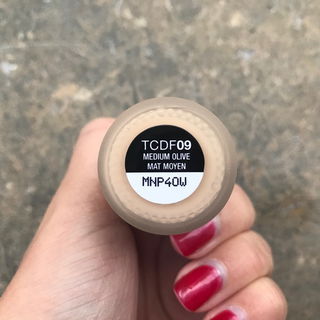 TCDF09
MEDIUM OLIVE
MAT MOYEN
MNP40W